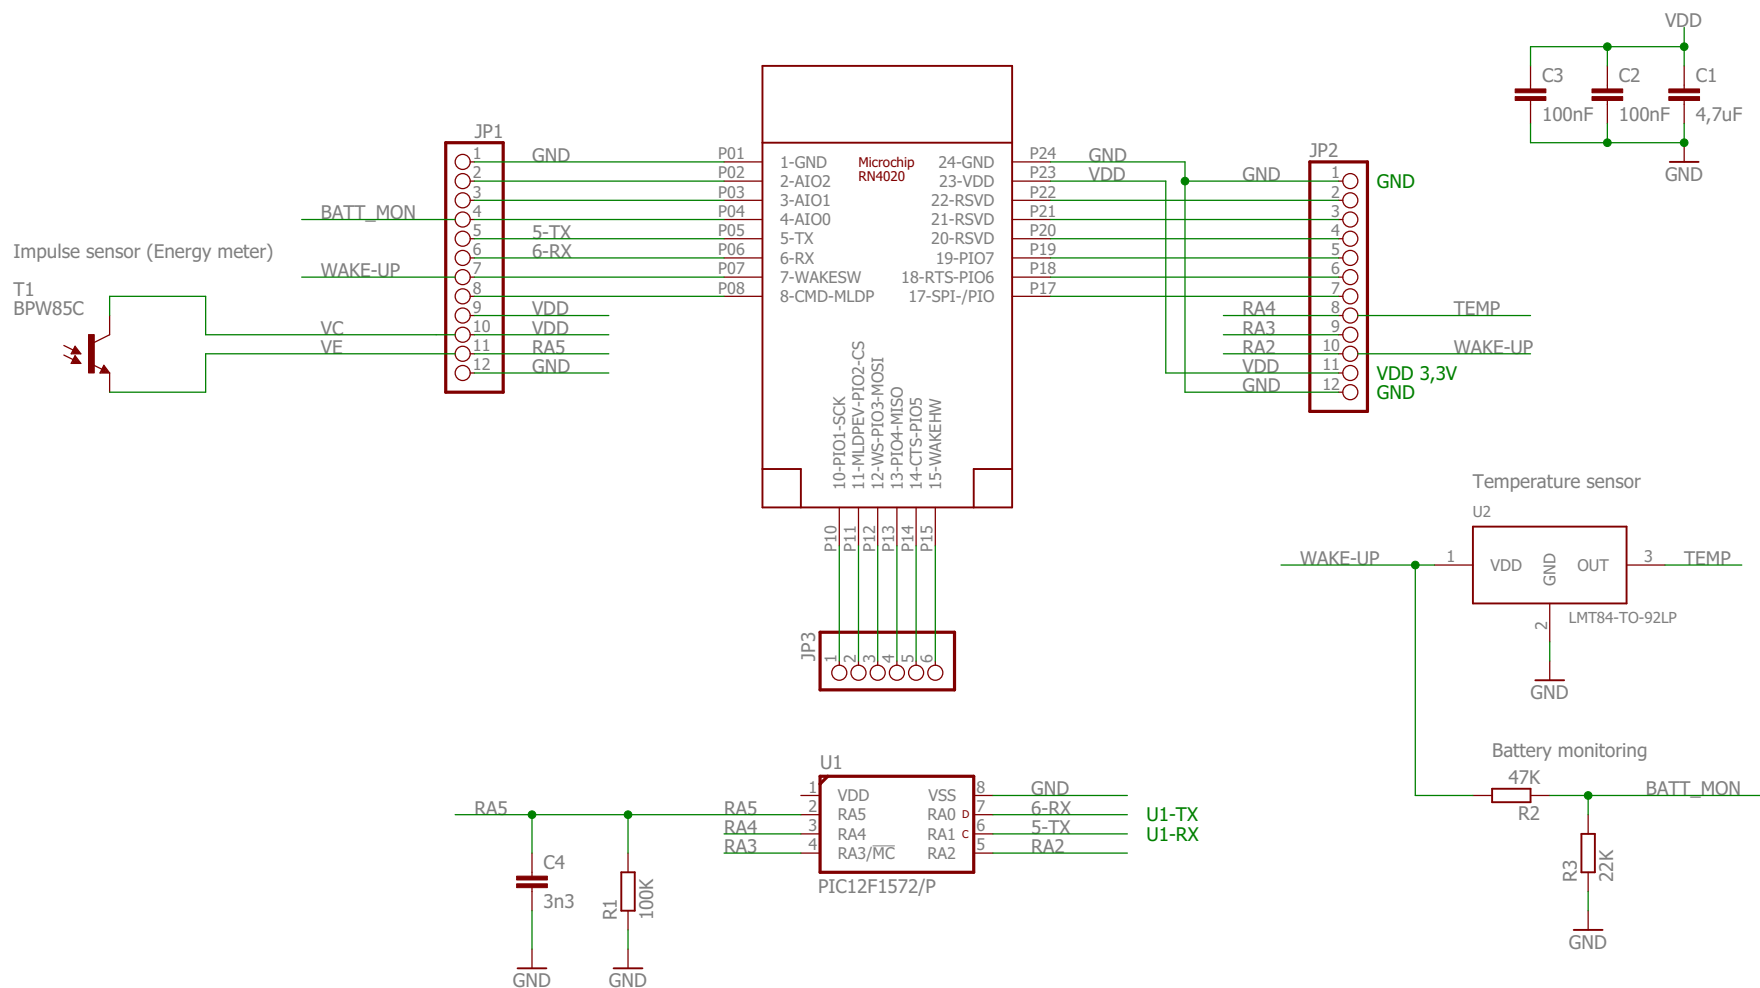 VDD
C3
100nF
C2
100nF
C1
4,7uF
GND
JP1
1
2
3
4
5
6
7
8
9
10
11
12
GND
BATT_MON
5-TX
6-RX
WAKE-UP
VDD
VC
VDD
VE
RA5
GND
Impulse sensor (Energy meter)
T1
BPW85C
P01
P02
P03
P04
P05
P06
P07
P08
Microchip
RN4020
1-GND
2-AIO2
3-AIO1
4-AIO0
5-TX
6-RX
7-WAKESW
8-CMD-MLDP
24-GND
23-VDD
22-RSVD
21-RSVD
20-RSVD
19-PIO7
18-RTS-PIO6
17-SPI-/PIO
10-PIO1-SCK
11-MLDPEV-PIO2-CS
12-WS-PIO3-MOSI
13-PIO4-MISO
14-CTS-PIO5
15-WAKEHW
P24
P23
P22
P21
P20
P19
P18
P17
GND
VDD
P10
P11
P12
P13
P14
P15
JP3
1
2
3
4
5
6
JP2
GND
1
2
3
4
5
6
7
8
9
10
11
12
GND
RA4
TEMP
RA3
RA2
WAKE-UP
VDD
VDD 3,3V
GND
GND
Temperature sensor
U2
WAKE-UP
1
VDD
GND
OUT
3
TEMP
2
LMT84-TO-92LP
GND
Battery monitoring
47K
R2
BATT_MON
R3
22K
GND
U1
RA5
RA5
RA4
RA3
1
2
3
4
VDD
RA5
RA4
RA3/MC
VSS
RA0 D
RA1 C
RA2
8
7
6
5
GND
6-RX
5-TX
RA2
U1-TX
U1-RX
PIC12F1572/P
C4
3n3
R1
100K
GND
GND